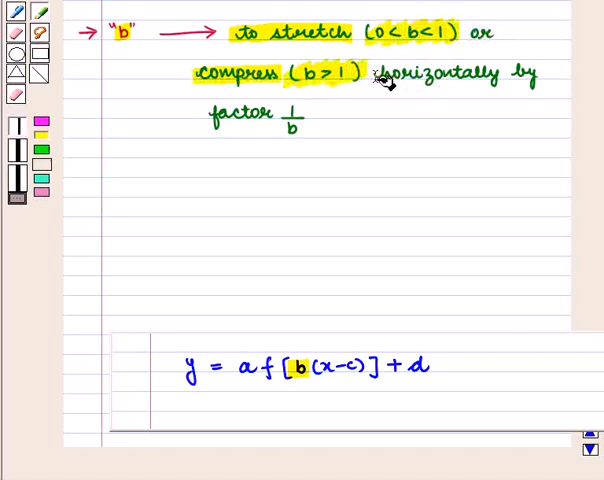 → "b" → to stretch (0 < b < 1) or
compress (b > 1) horizontally by
factor 1/b
y = a f [b(x-c)] + d